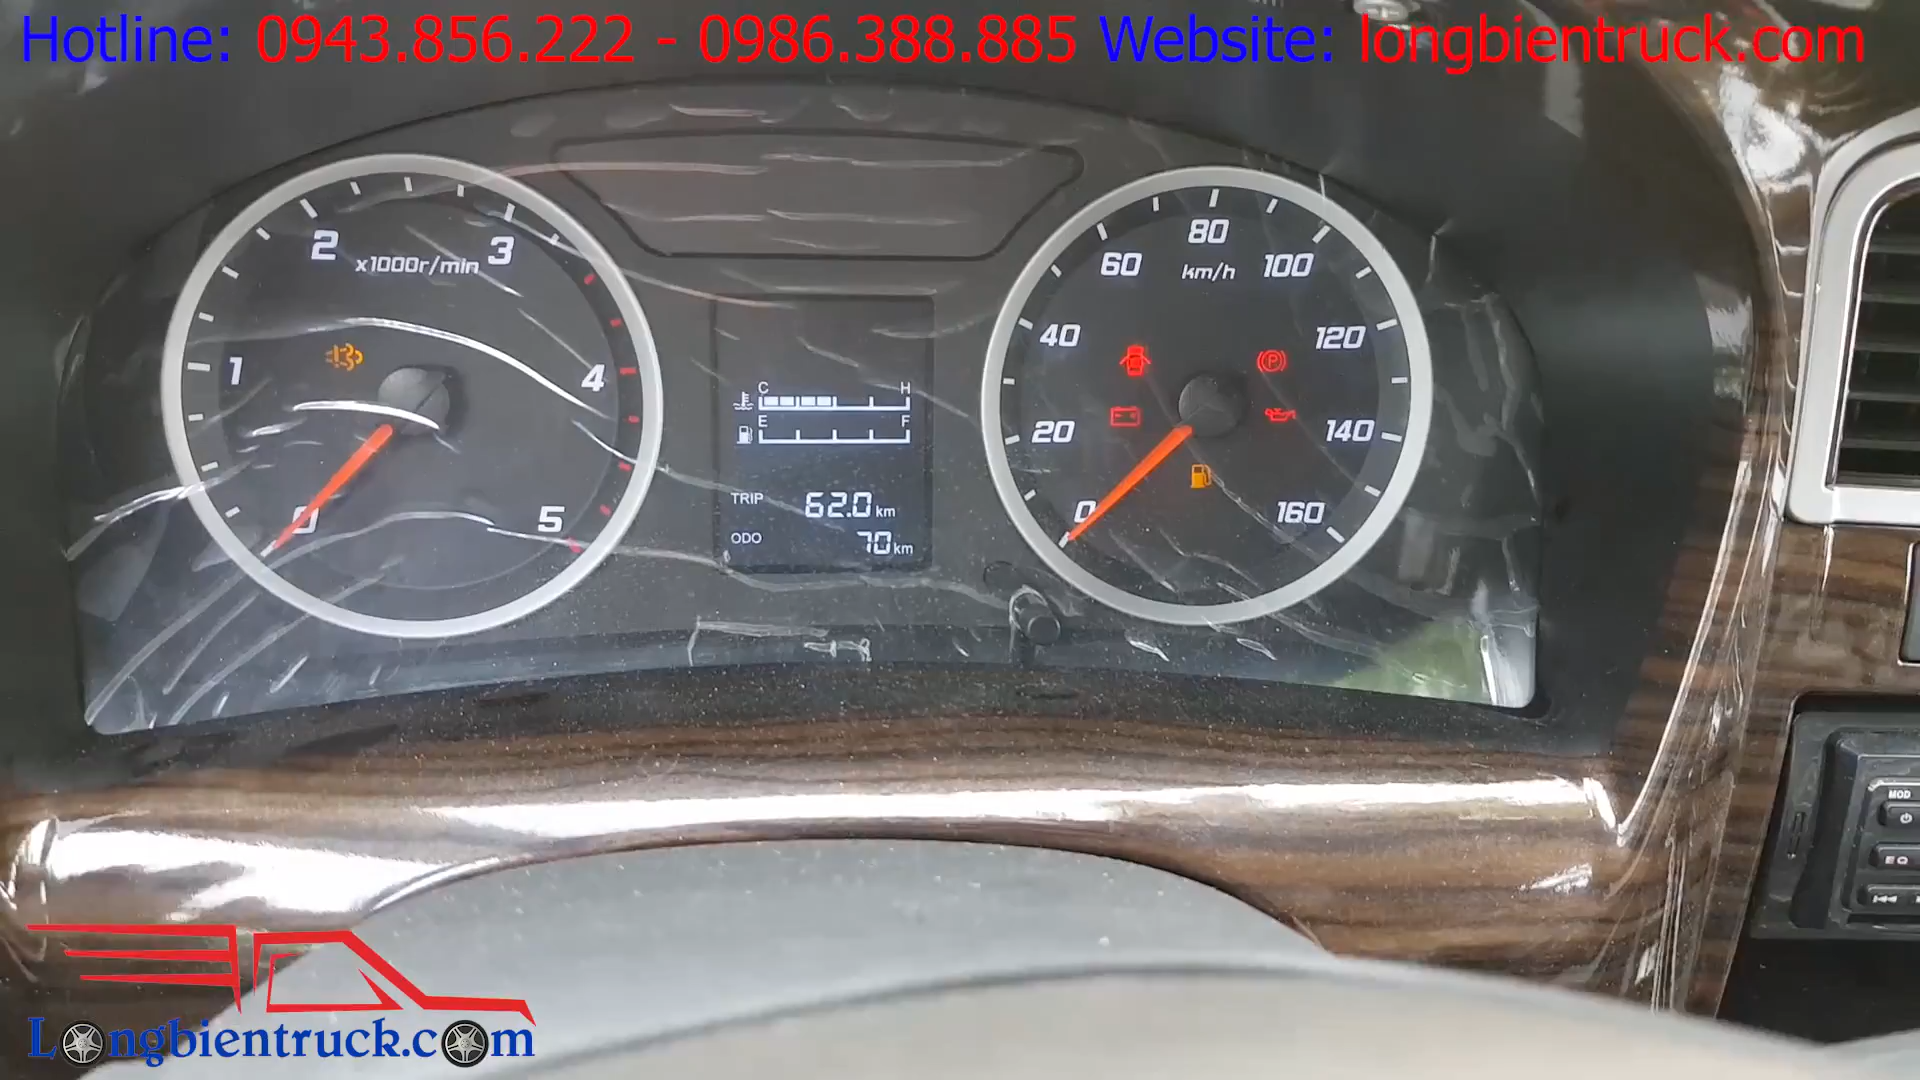 Hotline: 0943.856.222 - 0986.388.885 Website: longbientruck.com
2 3
x1000r/min
1 4
0 5
C H
E F
TRIP 62.0 km
ODO 70 km
80
60 100
km/h
40 120
20 140
0 160
MOD
EQ
Longbientruck.com